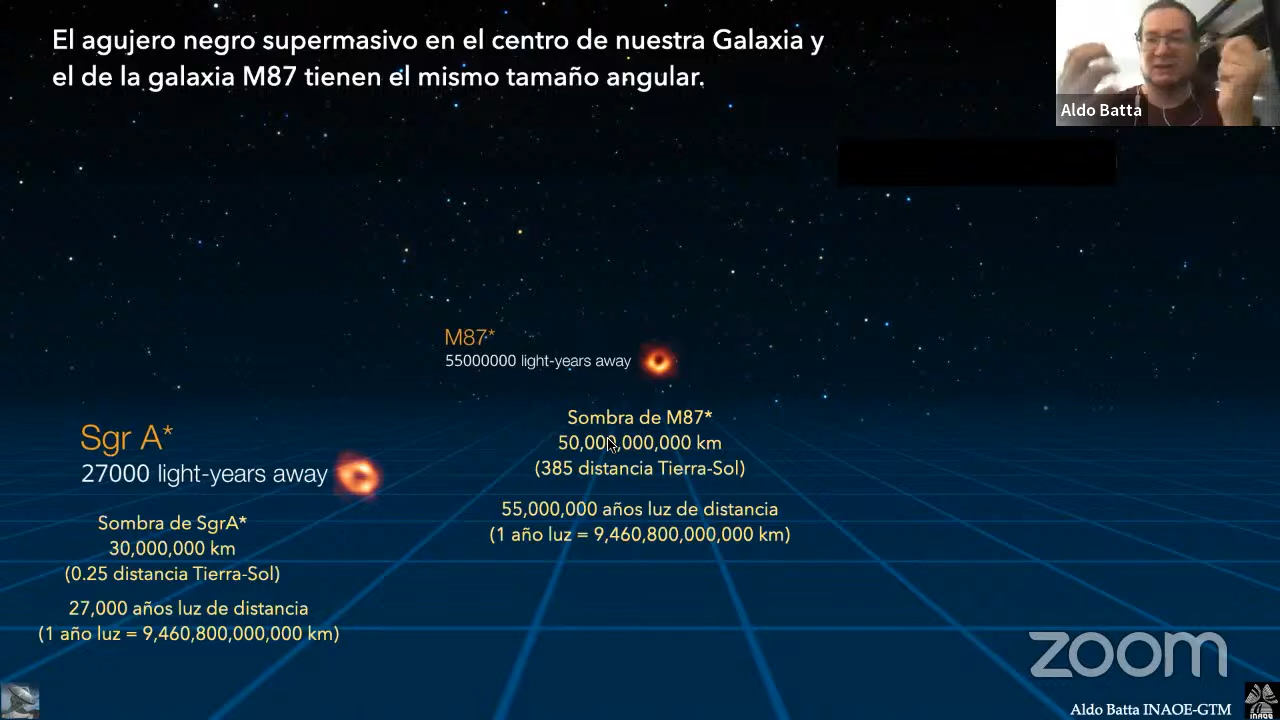 El agujero negro supermasivo en el centro de nuestra Galaxia y
el de la galaxia M87 tienen el mismo tamaño angular.
Aldo Batta
M87*
55000000 light-years away
Sombra de M87*
50,000,000,000 km
(385 distancia Tierra-Sol)
55,000,000 años luz de distancia
(1 año luz = 9,460,800,000,000 km)
Sgr A*
27000 light-years away
Sombra de SgrA*
30,000,000 km
(0.25 distancia Tierra-Sol)
27,000 años luz de distancia
(1 año luz = 9,460,800,000,000 km)
zoom
Aldo Batta INAOE-GTM
INAOE